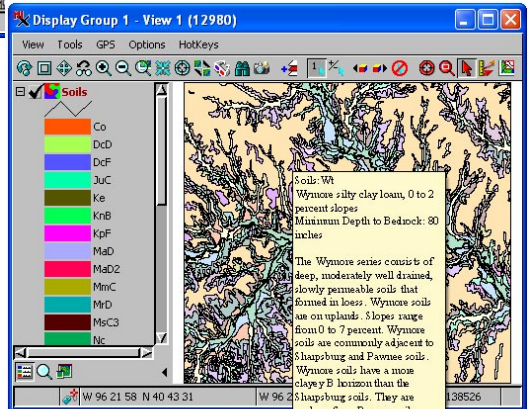 Display Group 1 - View 1 (12980)
View Tools GPS Options HotKeys
Soils
Co
DcD
DcF
JuC
Ke
KnB
KpF
MaD
MaD2
MmC
MrD
MsC3
Nc
Soils: Wt
Wymore silty clay loam, 0 to 2
percent slopes
Minimum Depth to Bedrock: 80
inches
The Wymore series consists of
deep, moderately well drained,
slowly permeable soils that
formed in loess. Wymore soils
are on uplands. Slopes range
from 0 to 7 percent. Wymore
soils are commonly adjacent to
Sharpsburg and Pawnee soils.
Wymore soils have a more
clayey B horizon than the
Sharpsburg soils. They are
W 96 21 58 N 40 43 31
W 96 2
138526